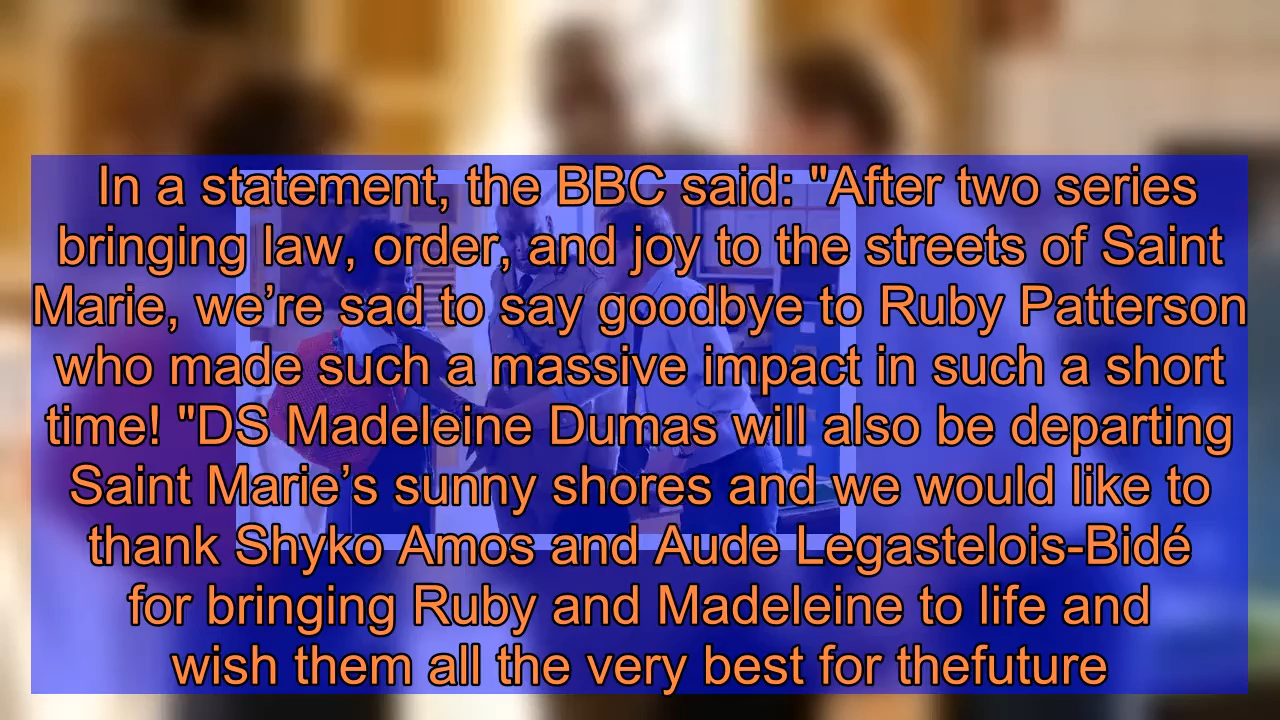 In a statement, the BBC said: "After two series
bringing law, order, and joy to the streets of Saint
Marie, we’re sad to say goodbye to Ruby Patterson
who made such a massive impact in such a short
time! "DS Madeleine Dumas will also be departing
Saint Marie’s sunny shores and we would like to
thank Shyko Amos and Aude Legastelois-Bidé
for bringing Ruby and Madeleine to life and
wish them all the very best for thefuture